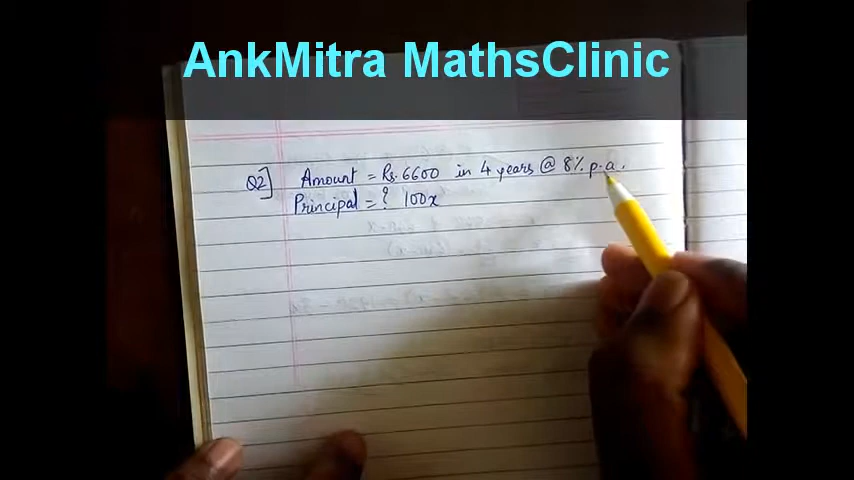 AnkMitra MathsClinic
Q2] Amount = Rs. 6600 in 4 years @ 8% p.a.
Principal = ? 100x